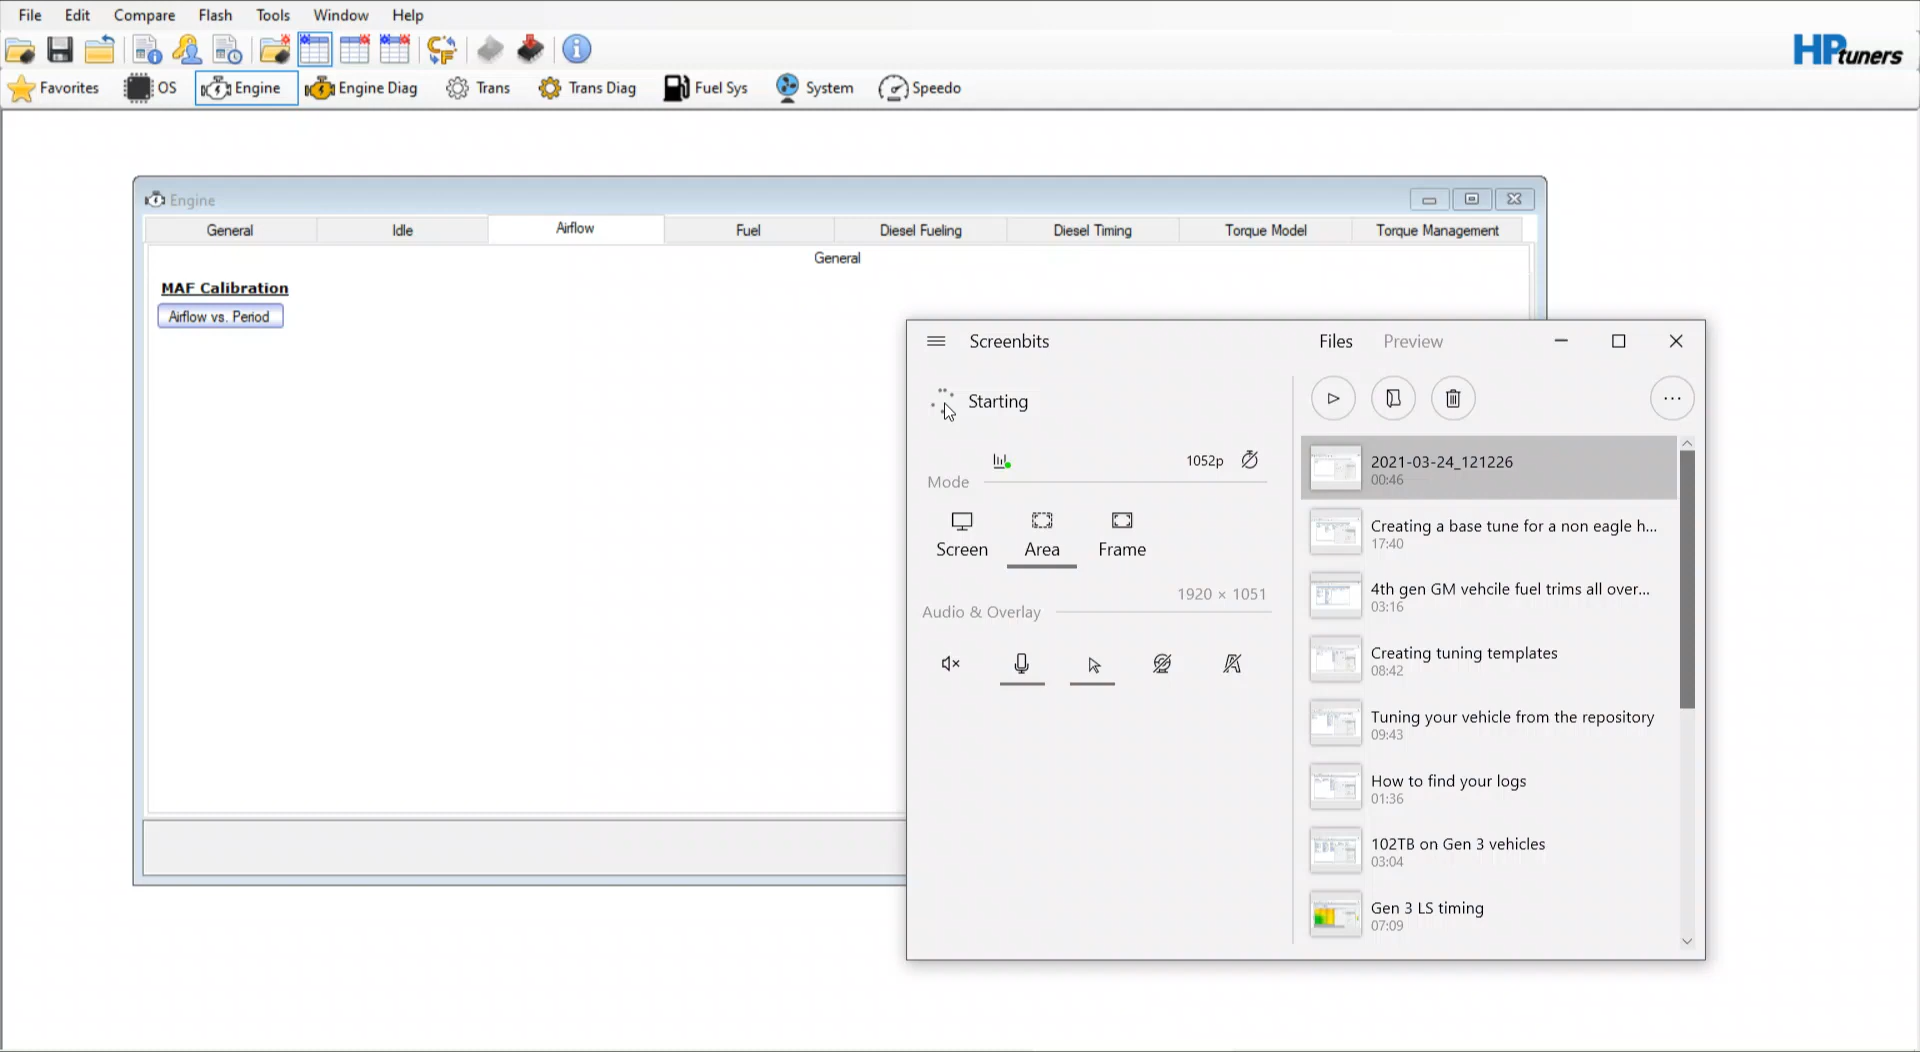 File Edit Compare Flash Tools Window Help
HPtuners
Favorites OS Engine Engine Diag Trans Trans Diag Fuel Sys System Speedo
Engine
General Idle Airflow Fuel Diesel Fueling Diesel Timing Torque Model Torque Management
General
MAF Calibration
Airflow vs. Period
Screenbits
Files Preview
Starting
1052p
Mode
Screen Area Frame
1920 × 1051
Audio & Overlay
2021-03-24_121226
00:46
Creating a base tune for a non eagle h...
17:40
4th gen GM vehcile fuel trims all over...
03:16
Creating tuning templates
08:42
Tuning your vehicle from the repository
09:43
How to find your logs
01:36
102TB on Gen 3 vehicles
03:04
Gen 3 LS timing
07:09